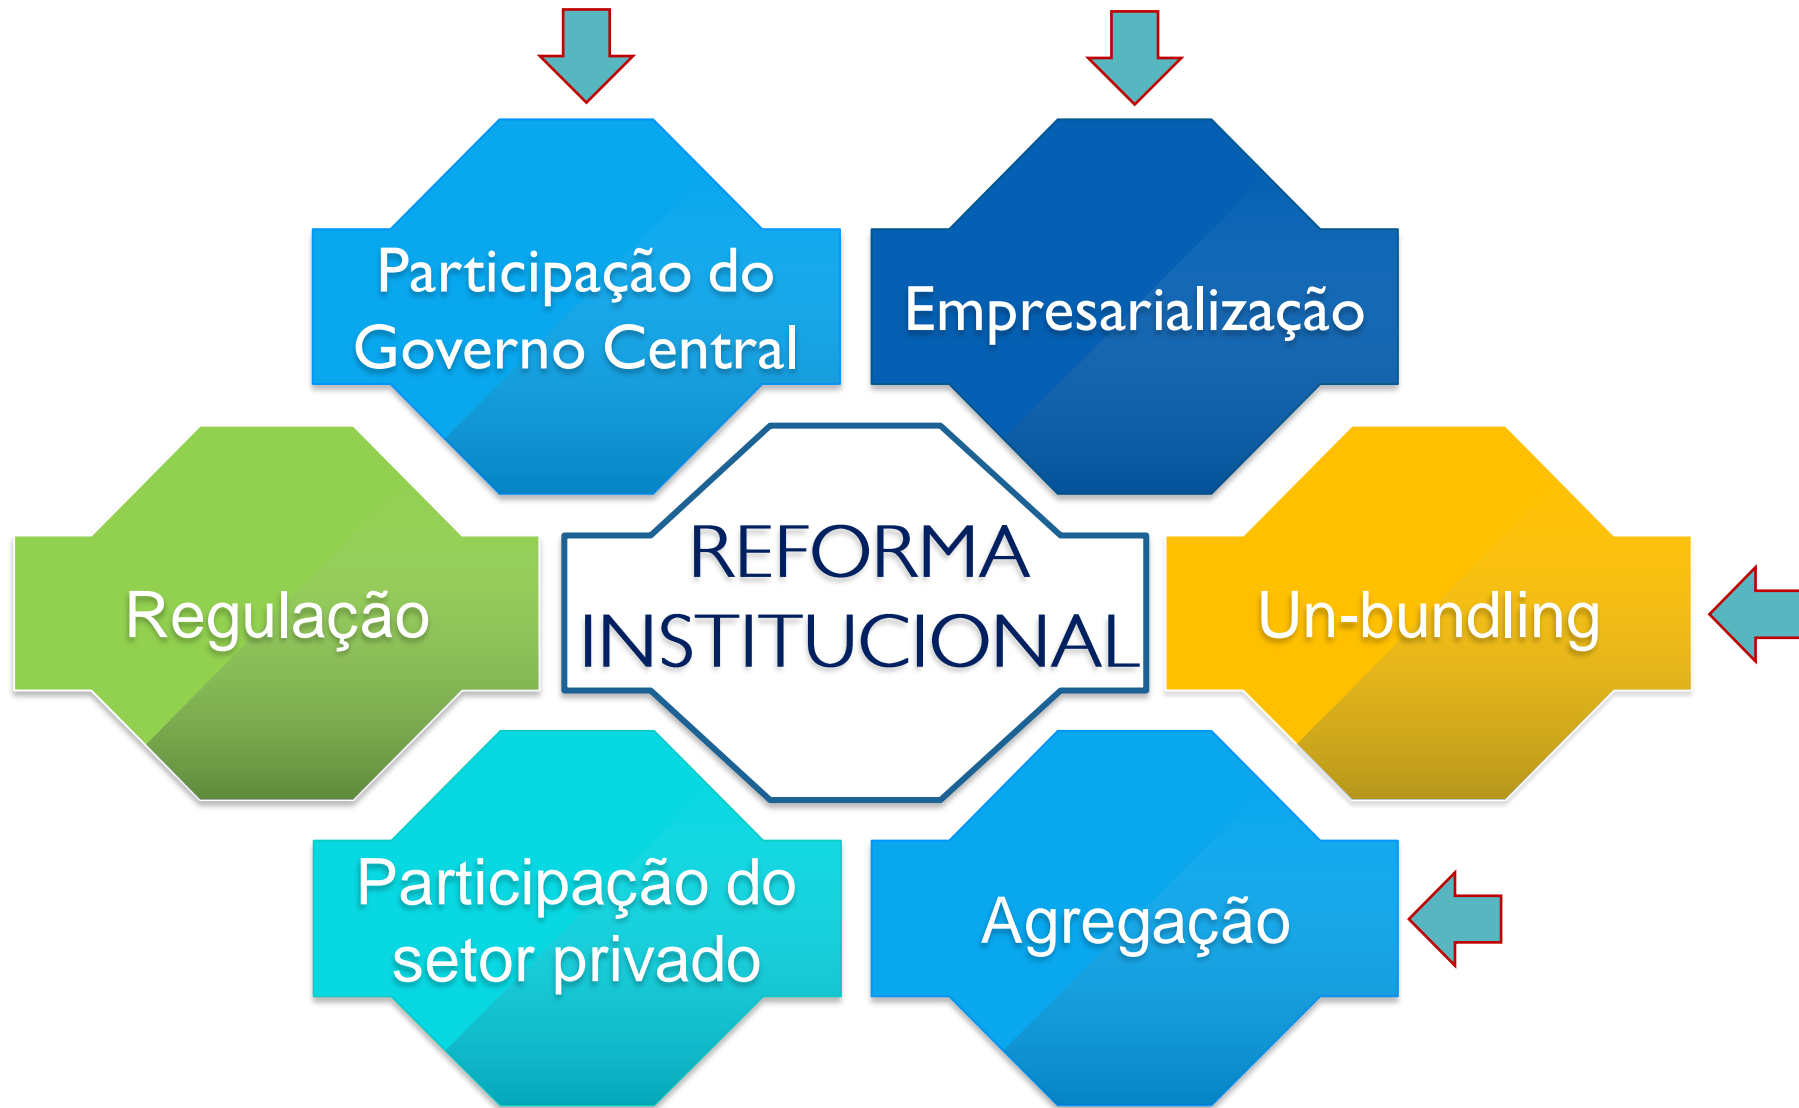 Participação do
Governo Central
Empresarialização
Regulação
REFORMA
INSTITUCIONAL
Un-bundling
Participação do
setor privado
Agregação